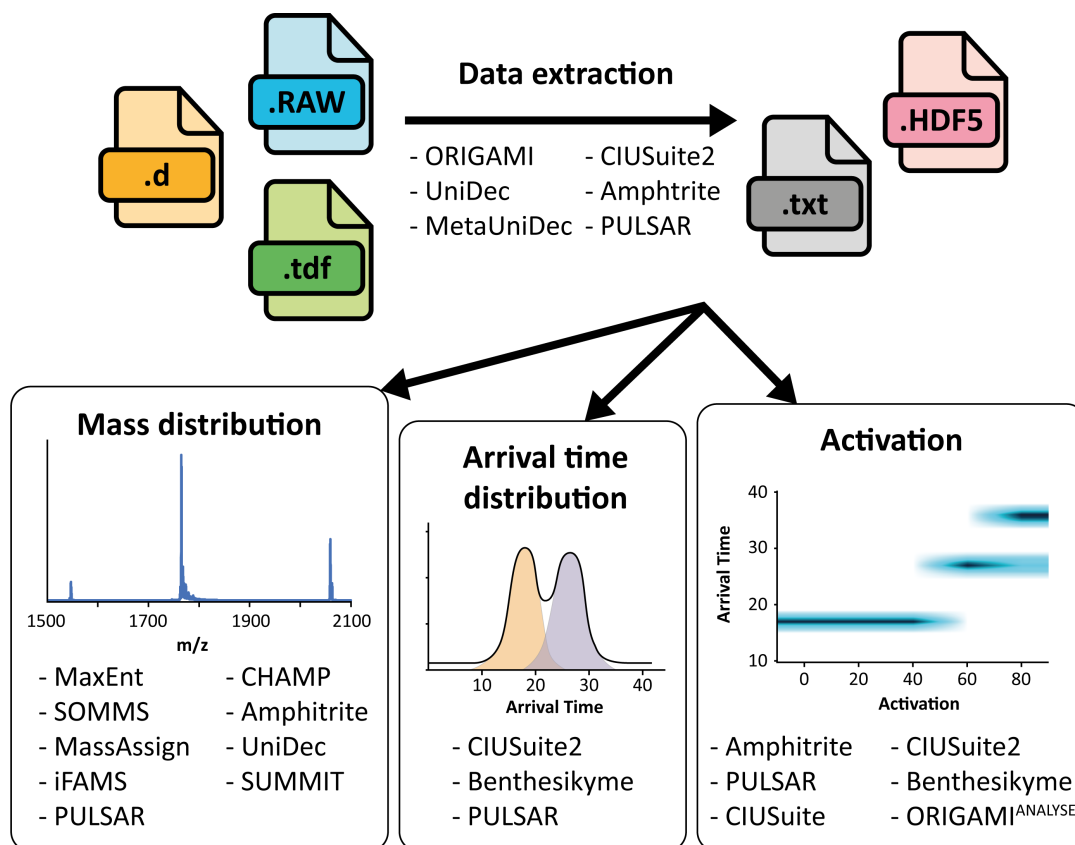 .d
.RAW
.tdf
Data extraction
- ORIGAMI
- UniDec
- MetaUniDec
- CIUSuite2
- Amphtrite
- PULSAR
.txt
.HDF5
Mass distribution
1500 1700 1900 2100
m/z
- MaxEnt
- SOMMS
- MassAssign
- iFAMS
- PULSAR
- CHAMP
- Amphitrite
- UniDec
- SUMMIT
Arrival time
distribution
10 20 30 40
Arrival Time
- CIUSuite2
- Benthesikyme
- PULSAR
Activation
Arrival Time
40
30
20
10
0 20 40 60 80
Activation
- Amphitrite
- PULSAR
- CIUSuite
- CIUSuite2
- Benthesikyme
- ORIGAMIANALYSE